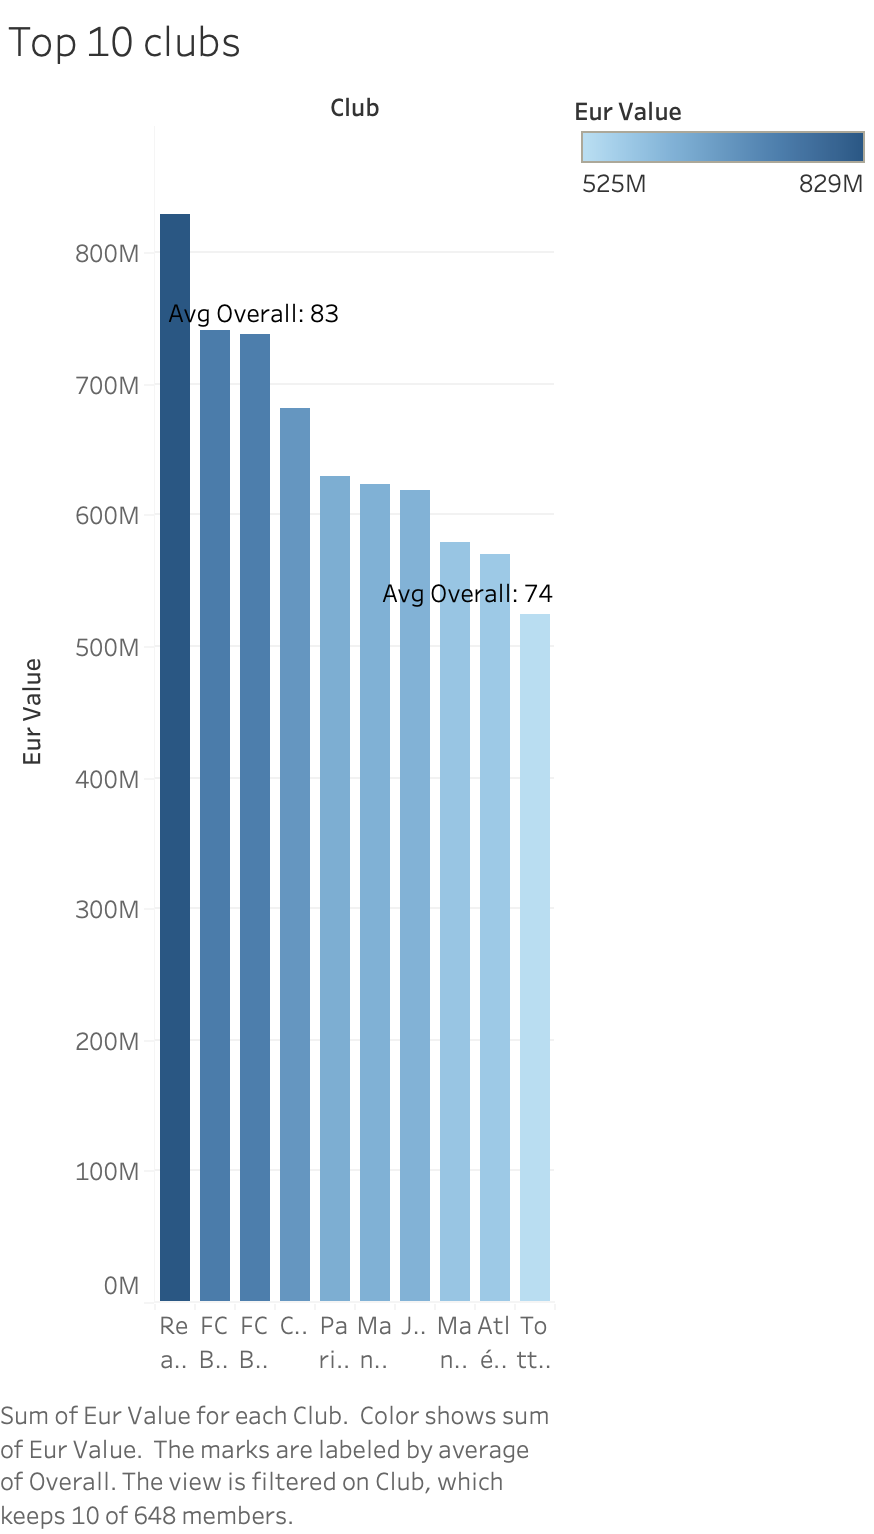 Top 10 clubs
Club
Eur Value
525M 829M
800M
Avg Overall: 83
700M
600M
Avg Overall: 74
500M
Eur Value
400M
300M
200M
100M
0M
Re FC FC C.. Pa Ma J.. Ma Atl To
a.. B.. B.. ri.. n.. n.. é.. tt..
Sum of Eur Value for each Club. Color shows sum
of Eur Value. The marks are labeled by average
of Overall. The view is filtered on Club, which
keeps 10 of 648 members.